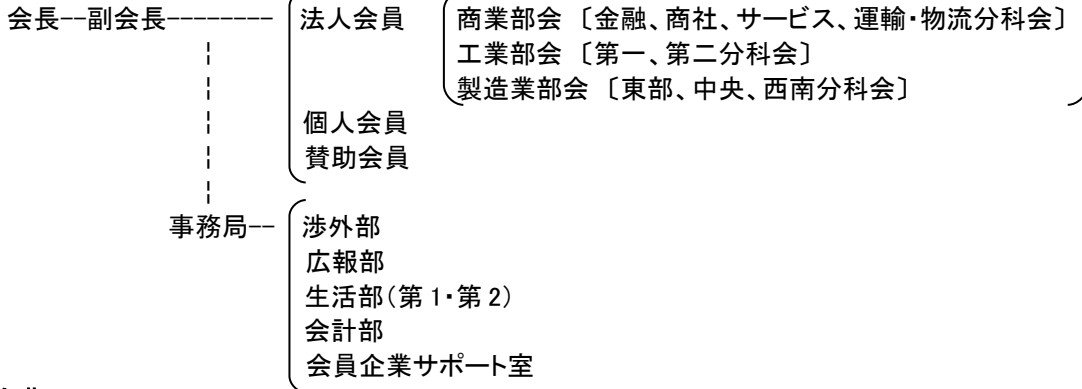 会長--副会長-------- 法人会員 商業部会 〔金融、商社、サービス、運輸・物流分科会〕
工業部会 〔第一、第二分科会〕
製造業部会 〔東部、中央、西南分科会〕
個人会員
賛助会員
事務局-- 渉外部
広報部
生活部(第1・第2)
会計部
会員企業サポート室